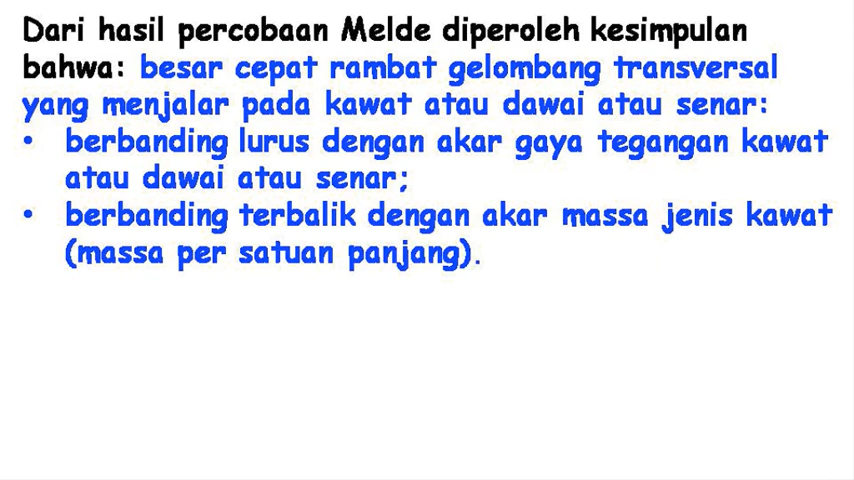 Dari hasil percobaan Melde diperoleh kesimpulan
bahwa: besar cepat rambat gelombang transversal
yang menjalar pada kawat atau dawai atau senar:
• berbanding lurus dengan akar gaya tegangan kawat
atau dawai atau senar;
• berbanding terbalik dengan akar massa jenis kawat
(massa per satuan panjang).